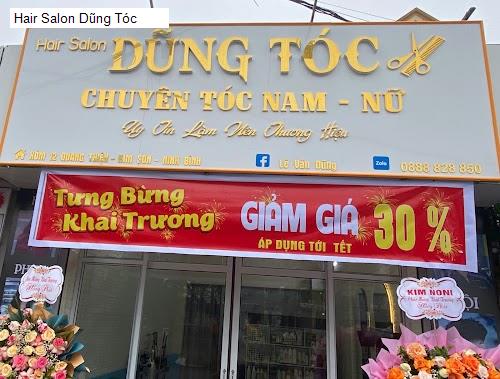 Hair Salon Dũng Tóc
Hair Salon
DŨNG TÓC
CHUYÊN TÓC NAM - NỮ
Uy Tín Làm Nên Thương Hiệu
XÓM 12 QUANG THIỆN - KIM SƠN - NINH BÌNH
f Lê Văn Dũng
Zalo 0888 828 850
Tưng Bừng
Khai Trương
GIẢM GIÁ 30 %
ÁP DỤNG TỚI TẾT
KIM NONI